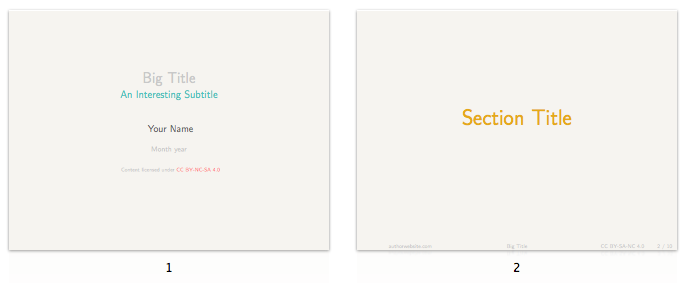 Big Title
An Interesting Subtitle
Your Name
Month year
Content licensed under CC BY-NC-SA 4.0
1
Section Title
authorwebsite.com Big Title CC BY-SA-NC 4.0 2 / 10
2